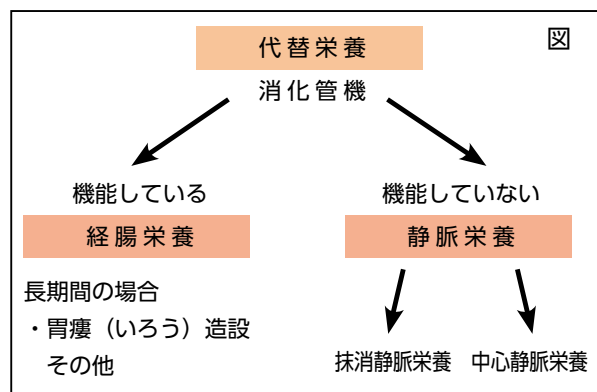 図
代替栄養
消化管機
機能している
経腸栄養
長期間の場合
・胃瘻（いろう）造設
その他
機能していない
静脈栄養
抹消静脈栄養
中心静脈栄養